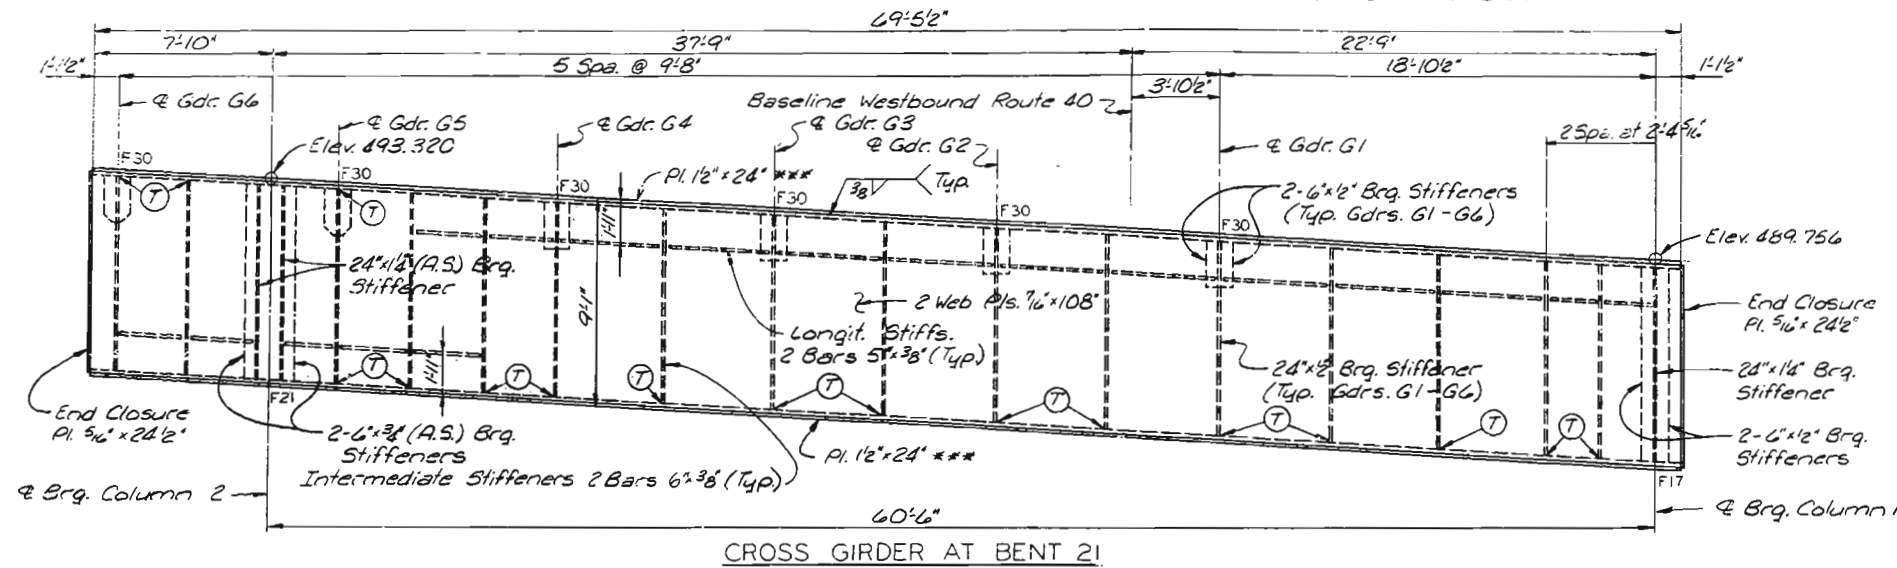 69'-5½"
7'-10"
37'-9"
22'-9"
1'-1½"
5 Spa. @ 9'-8"
18'-10½"
1'-1½"
3'-10½"
℄ Gdr. G6
Baseline Westbound Route 40
℄ Gdr. G5
℄ Gdr. G4
℄ Gdr. G3
℄ Gdr. G2
℄ Gdr. G1
2 Spa. at 2'-4 5/16"
Elev. 493.320
F30
F30
F30
F30
F30
F30
Pl. 1½" x 24" ***
3/8
Typ.
2-6"x½" Brg. Stiffeners
(Typ. Gdrs. G1-G6)
Elev. 489.756
T
T
1'-11"
24"x1¼" (A.S.) Brg.
Stiffener
9'-1"
2 Web Pls. 7/16"x108"
Longit. Stiffs.
2 Bars 5"x3/8" (Typ)
End Closure
Pl. 5/16"x24½"
1'-11"
T
T
T
T
T
T
T
T
24"x½" Brg. Stiffener
(Typ. Gdrs. G1-G6)
24"x1¼" Brg.
Stiffener
End Closure
Pl. 5/16"x24½"
F21
2-6"x¾" (A.S.) Brg.
Stiffeners
Pl. 1½"x24" ***
2-6"x½" Brg.
Stiffeners
Intermediate Stiffeners 2 Bars 6"x3/8" (Typ.)
F17
℄ Brg. Column 2
60'-6"
℄ Brg. Column 1
CROSS GIRDER AT BENT 21